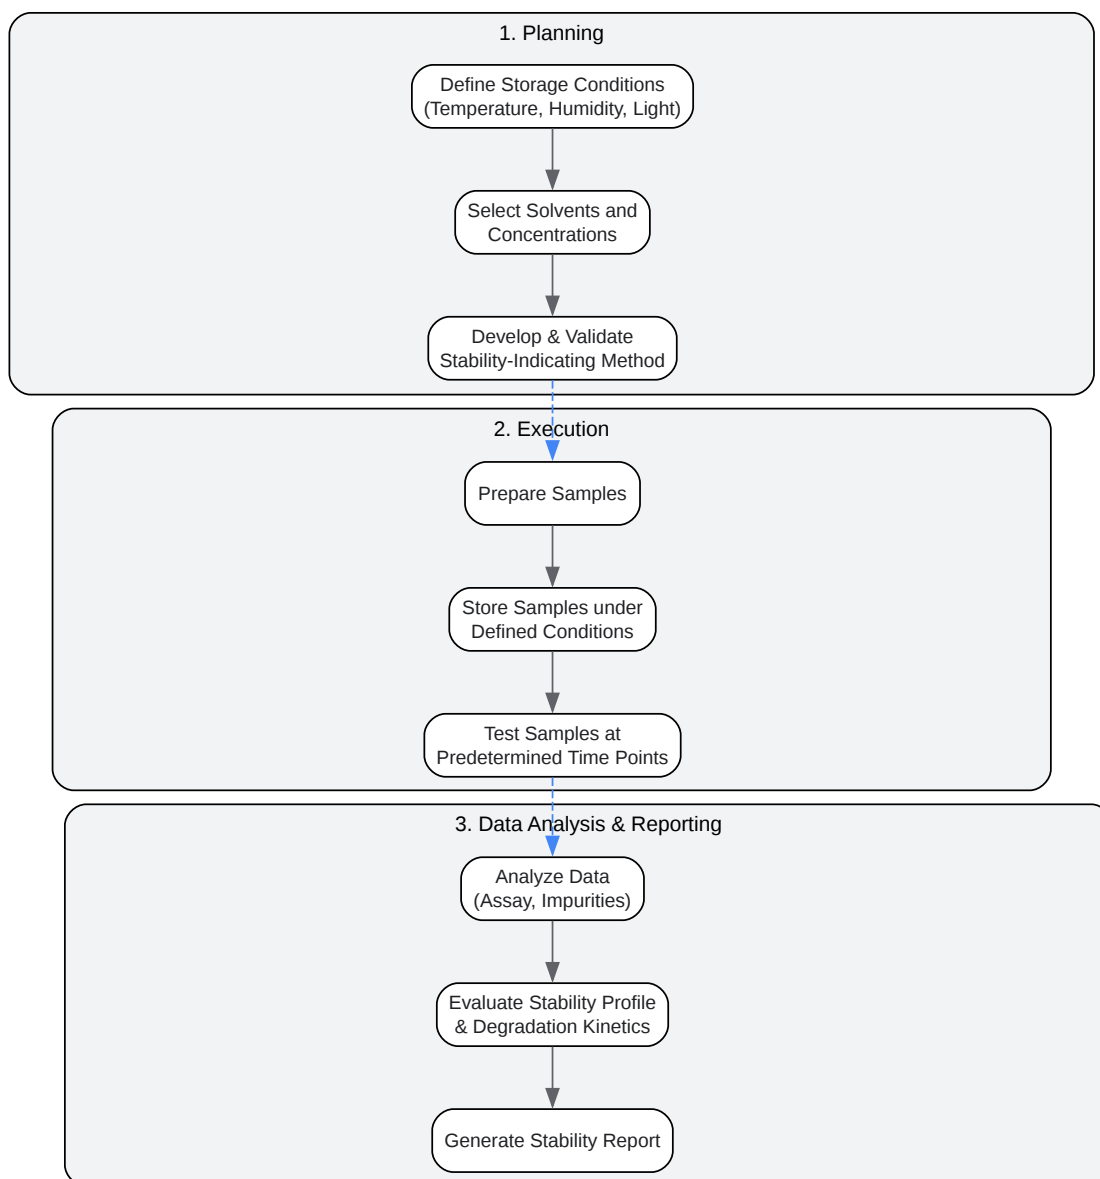 1. Planning
Define Storage Conditions
(Temperature, Humidity, Light)
Select Solvents and
Concentrations
Develop & Validate
Stability-Indicating Method
2. Execution
Prepare Samples
Store Samples under
Defined Conditions
Test Samples at
Predetermined Time Points
3. Data Analysis & Reporting
Analyze Data
(Assay, Impurities)
Evaluate Stability Profile
& Degradation Kinetics
Generate Stability Report